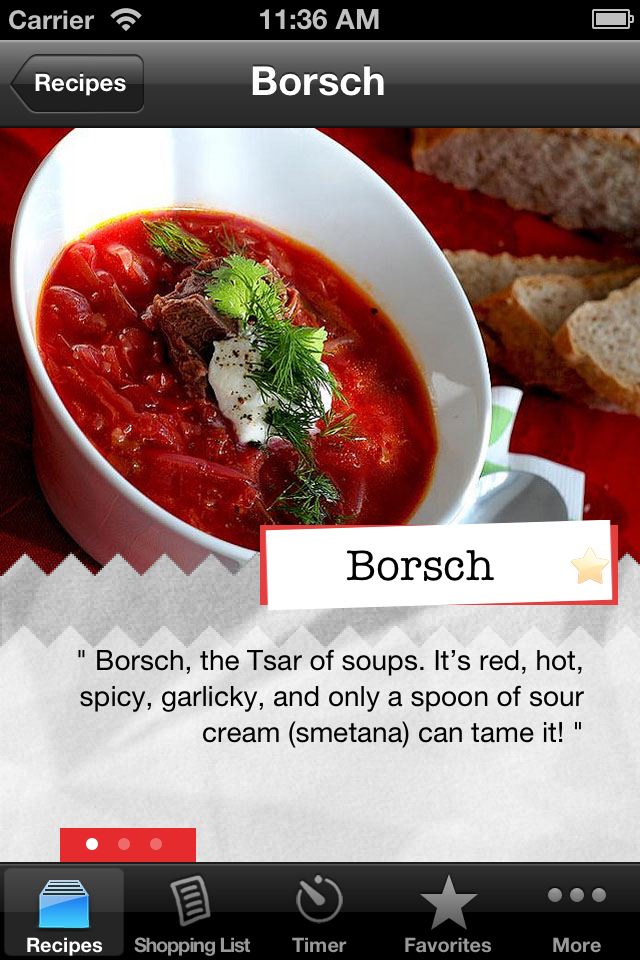 Carrier 11:36 AM
Recipes Borsch
Borsch
" Borsch, the Tsar of soups. It’s red, hot,
spicy, garlicky, and only a spoon of sour
cream (smetana) can tame it! "
Recipes Shopping List Timer Favorites More